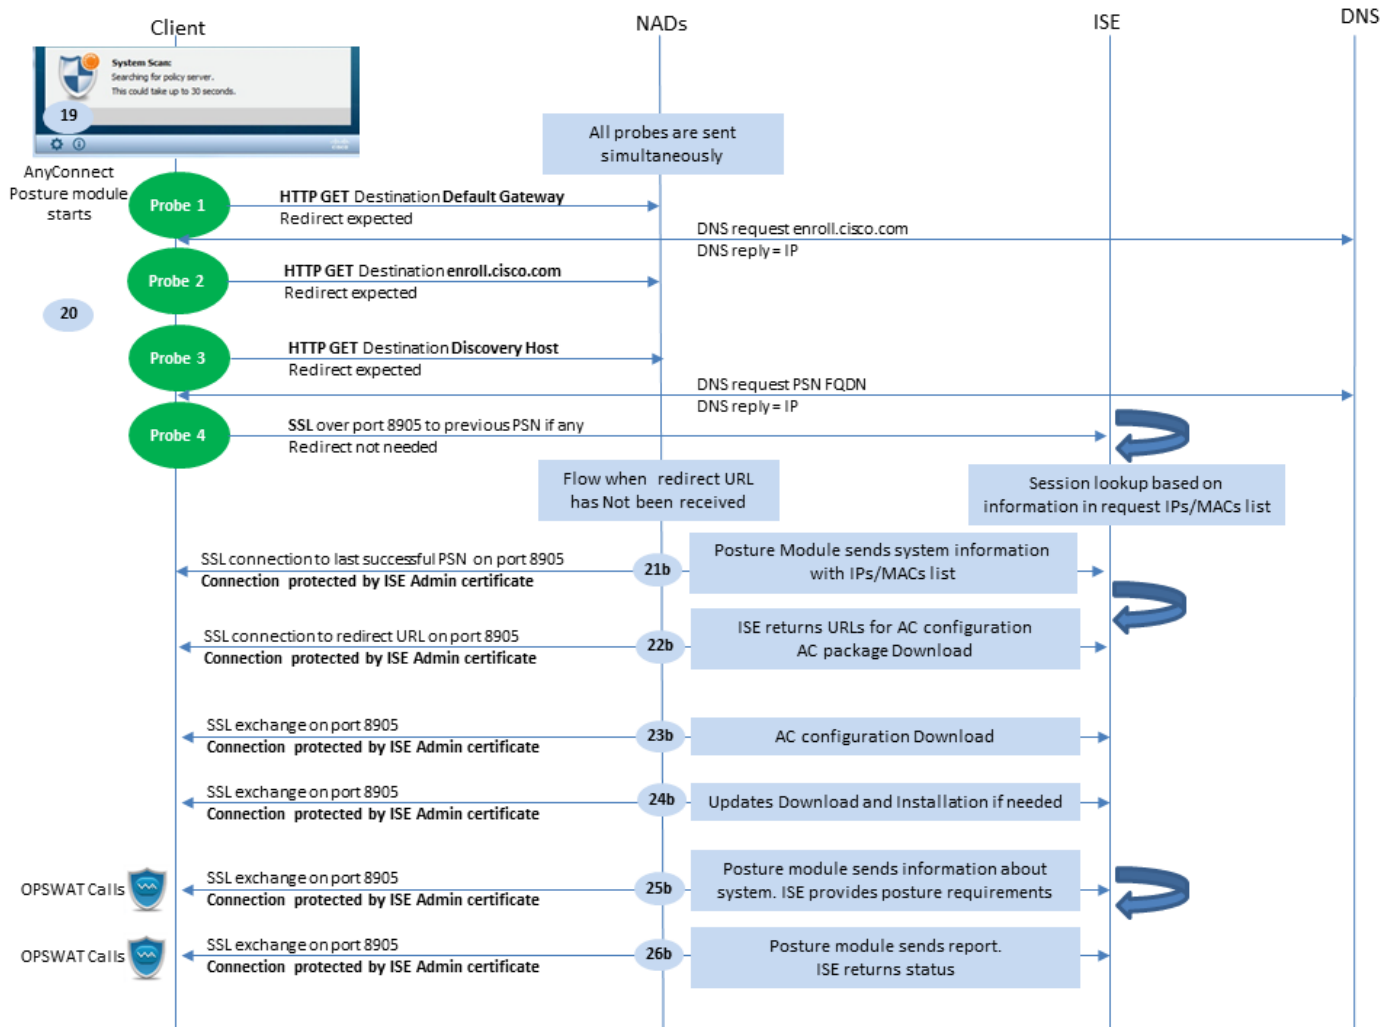 Client
NADs
ISE
DNS
System Scan:
Searching for policy server.
This could take up to 30 seconds.
19
AnyConnect
Posture module
starts
All probes are sent
simultaneously
Probe 1
HTTP GET Destination Default Gateway
Redirect expected
DNS request enroll.cisco.com
DNS reply = IP
Probe 2
HTTP GET Destination enroll.cisco.com
Redirect expected
20
Probe 3
HTTP GET Destination Discovery Host
Redirect expected
DNS request PSN FQDN
DNS reply = IP
Probe 4
SSL over port 8905 to previous PSN if any
Redirect not needed
Flow when redirect URL
has Not been received
Session lookup based on
information in request IPs/MACs list
SSL connection to last successful PSN on port 8905
Connection protected by ISE Admin certificate
21b
Posture Module sends system information
with IPs/MACs list
SSL connection to redirect URL on port 8905
Connection protected by ISE Admin certificate
22b
ISE returns URLs for AC configuration
AC package Download
SSL exchange on port 8905
Connection protected by ISE Admin certificate
23b
AC configuration Download
SSL exchange on port 8905
Connection protected by ISE Admin certificate
24b
Updates Download and Installation if needed
OPSWAT Calls
SSL exchange on port 8905
Connection protected by ISE Admin certificate
25b
Posture module sends information about
system. ISE provides posture requirements
OPSWAT Calls
SSL exchange on port 8905
Connection protected by ISE Admin certificate
26b
Posture module sends report.
ISE returns status